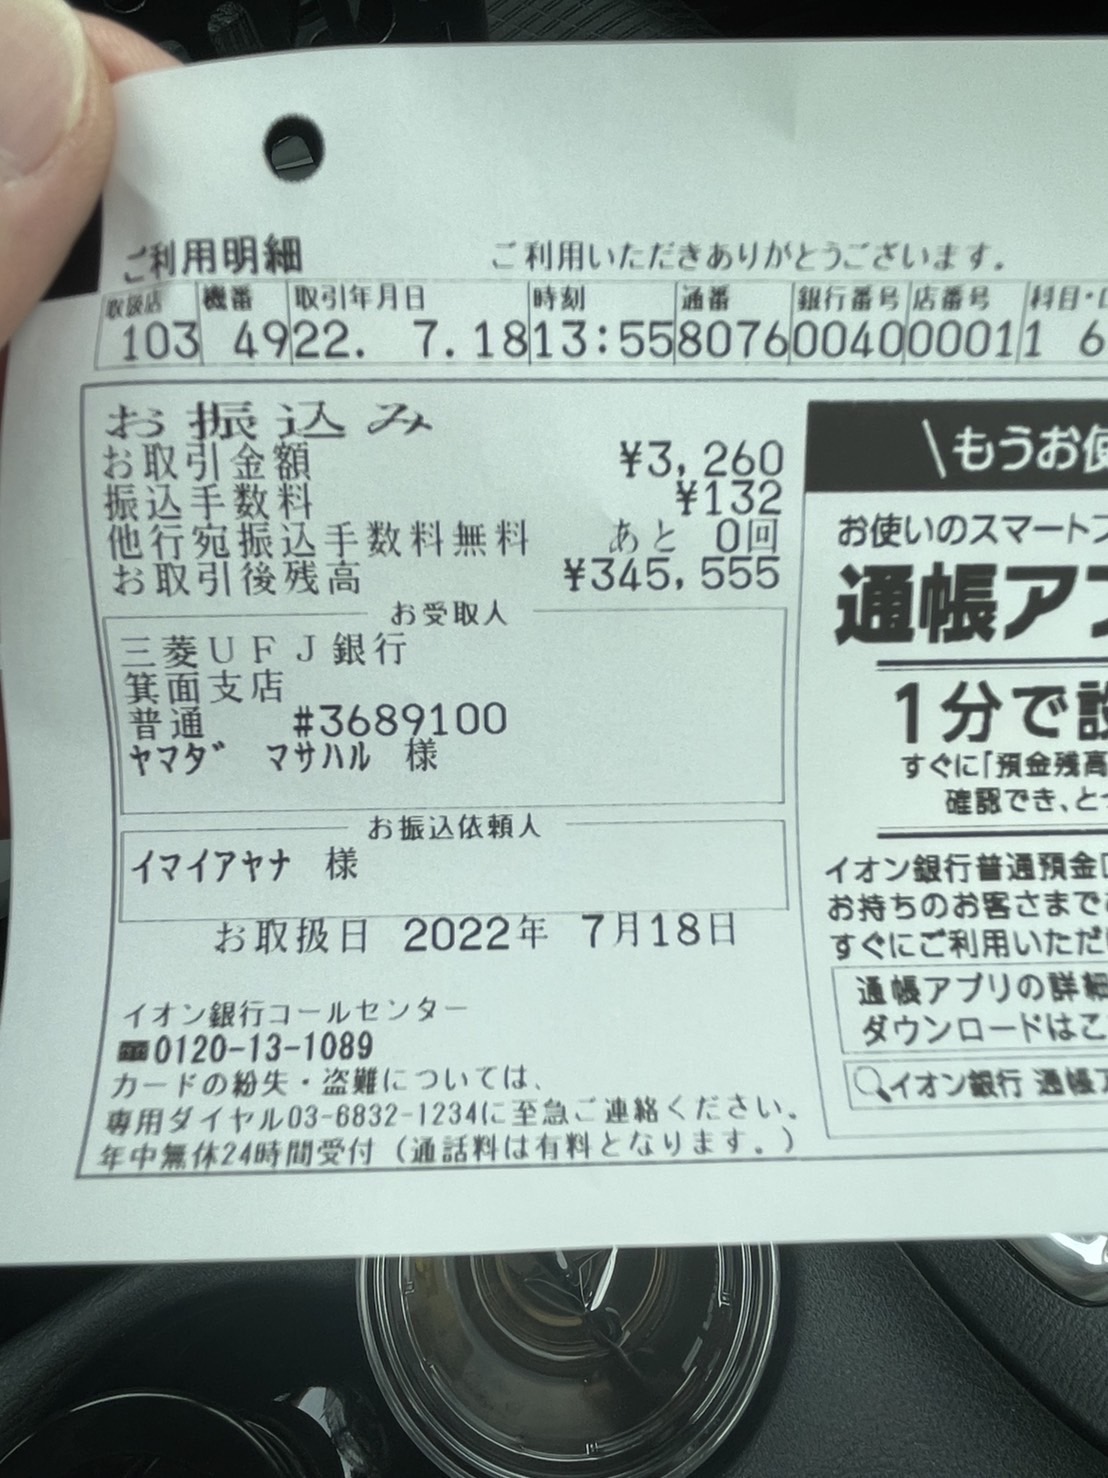 ご利用明細 ご利用いただきありがとうございます。
取扱店 機番 取引年月日 時刻 通番 銀行番号 店番号 科目・
103 49 22. 7.18 13:55 8076 0040 0001 1 6
お振込み
お取引金額 ¥3,260
振込手数料 ¥132
他行宛振込手数料無料 あと 0回
お取引後残高 ¥345,555
お受取人
三菱UFJ銀行
箕面支店
普通 #3689100
ヤマダ マサハル 様
お振込依頼人
イマイアヤナ 様
お取扱日 2022年 7月18日
イオン銀行コールセンター
☎0120-13-1089
カードの紛失・盗難については、
専用ダイヤル03-6832-1234に至急ご連絡ください。
年中無休24時間受付(通話料は有料となります。)
\もうお使
お使いのスマート
通帳ア
1分で設
すぐに「預金残高
確認でき、と
イオン銀行普通預金
お持ちのお客さまで
すぐにご利用いただ
通帳アプリの詳細
ダウンロードはこ
イオン銀行 通帳